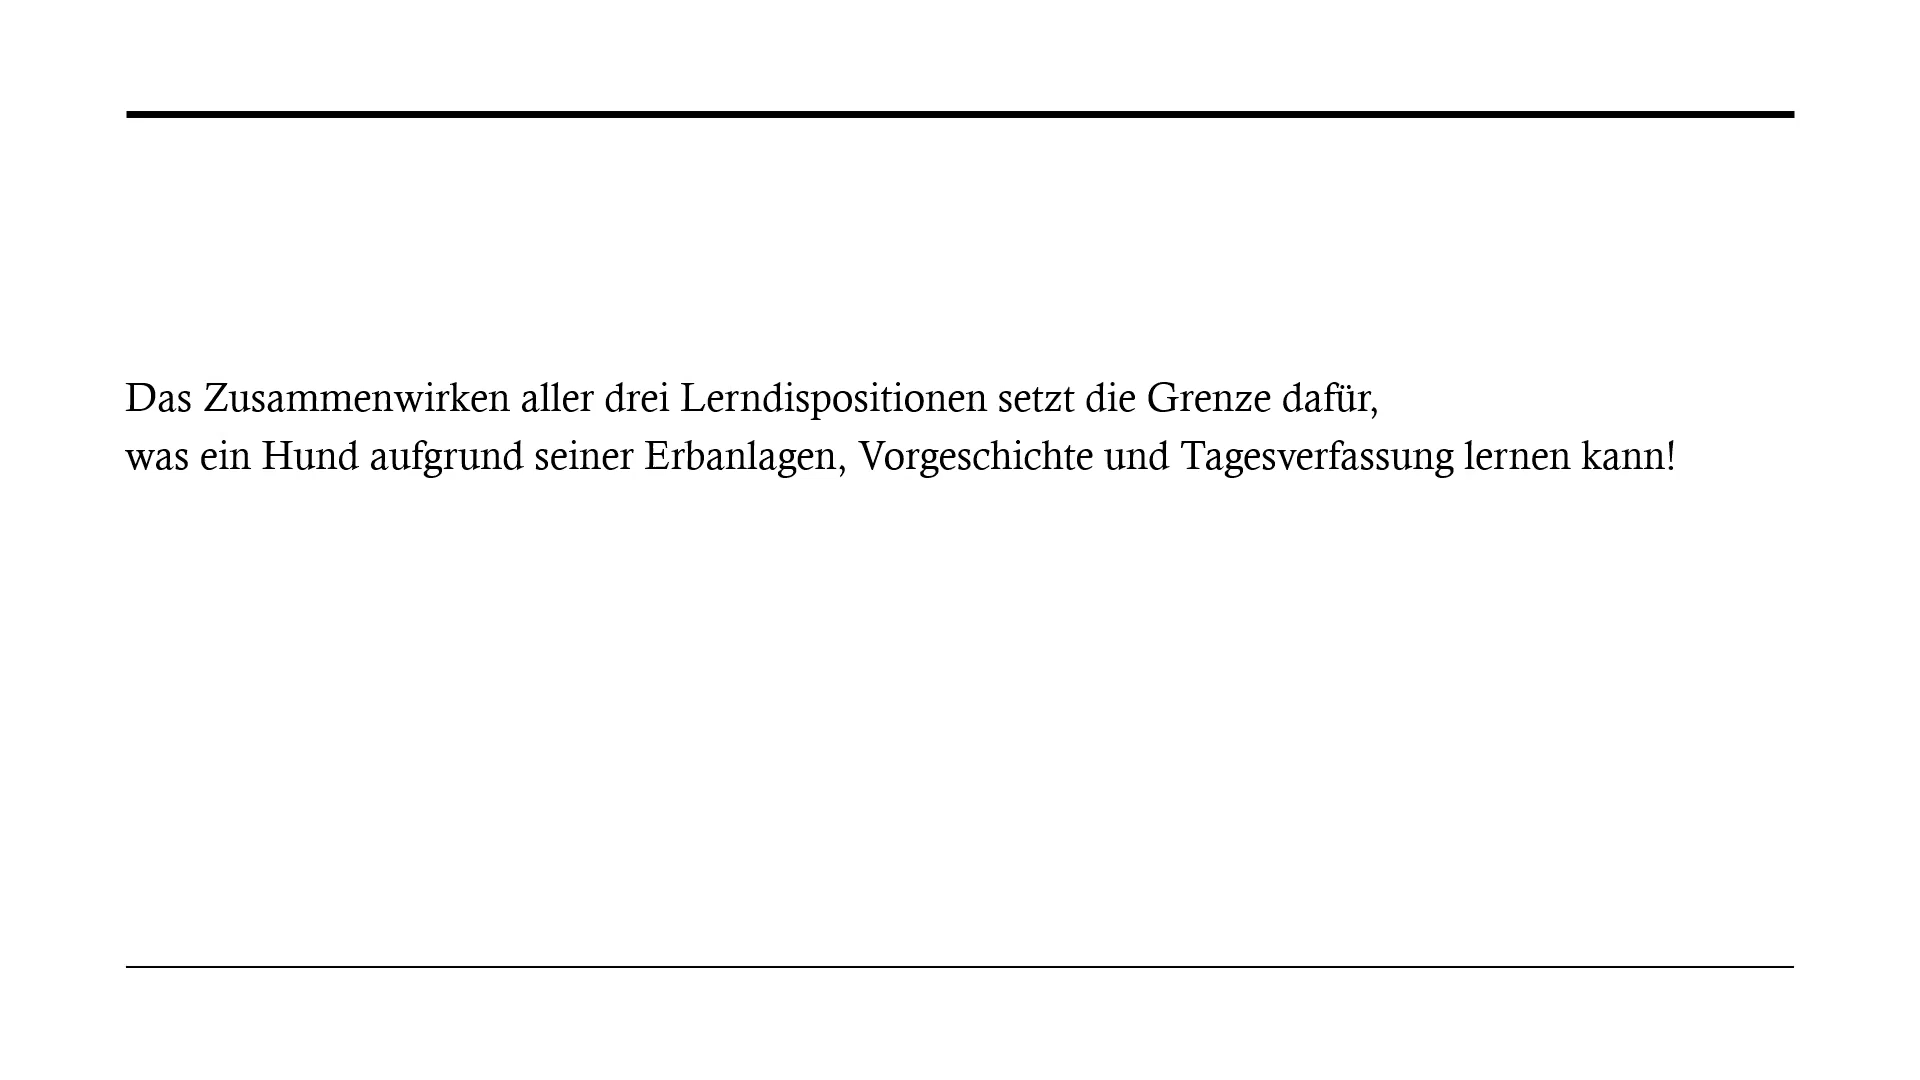 Das Zusammenwirken aller drei Lerndispositionen setzt die Grenze dafür,
was ein Hund aufgrund seiner Erbanlagen, Vorgeschichte und Tagesverfassung lernen kann!